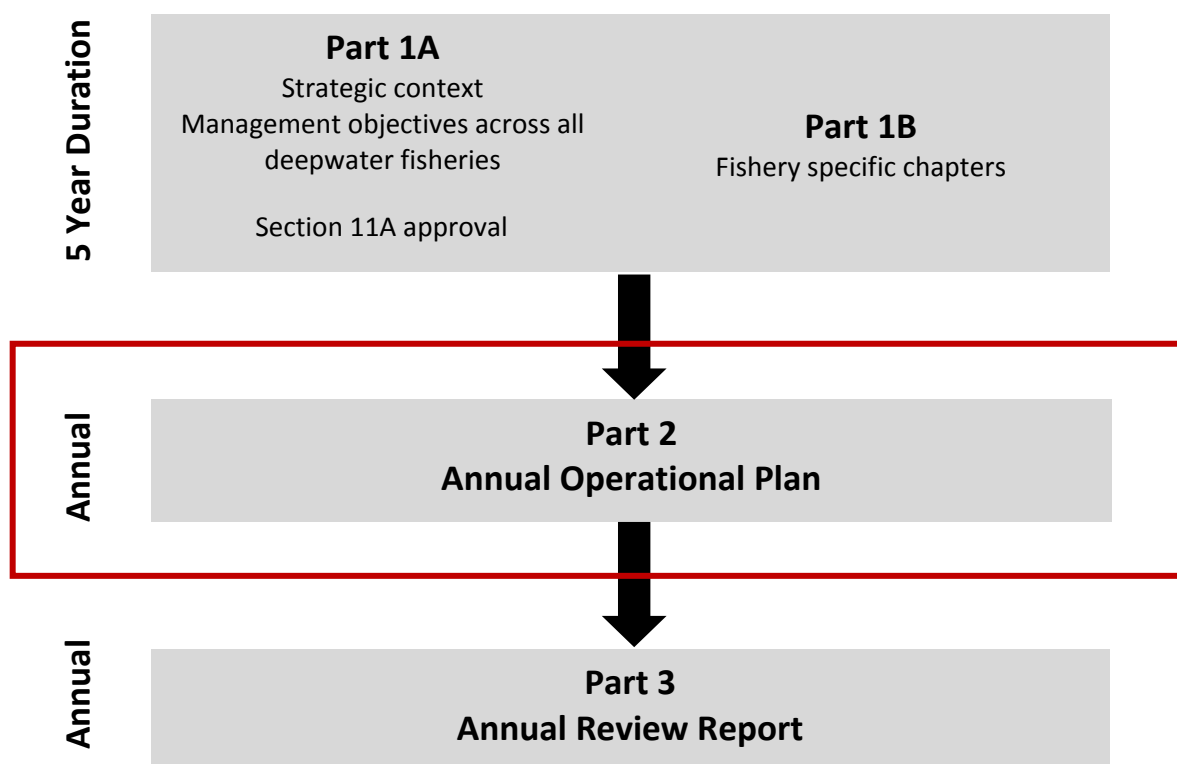 5 Year Duration
Part 1A
Strategic context
Management objectives across all
deepwater fisheries
Section 11A approval
Part 1B
Fishery specific chapters
Annual
Part 2
Annual Operational Plan
Annual
Part 3
Annual Review Report